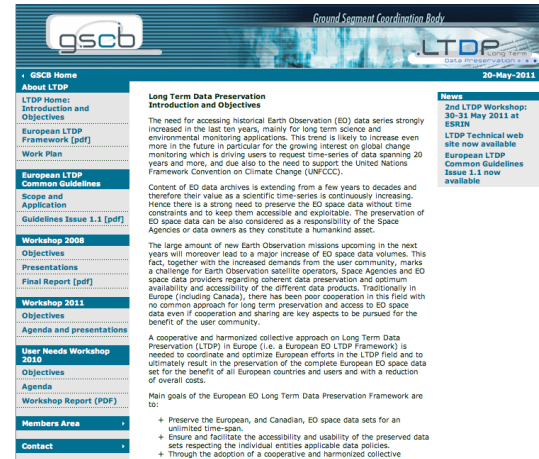 Ground Segment Coordination Body
gscb
LTDP Long Term
Data Preservation
‹ GSCB Home
20-May-2011
About LTDP
LTDP Home:
Introduction and
Objectives
European LTDP
Framework [pdf]
Work Plan
European LTDP
Common Guidelines
Scope and
Application
Guidelines Issue 1.1 [pdf]
Workshop 2008
Objectives
Presentations
Final Report [pdf]
Workshop 2011
Objectives
Agenda and presentations
User Needs Workshop
2010
Objectives
Agenda
Workshop Report (PDF)
Members Area
Contact
Long Term Data Preservation
Introduction and Objectives
The need for accessing historical Earth Observation (EO) data series strongly
increased in the last ten years, mainly for long term science and
environmental monitoring applications. This trend is likely to increase even
more in the future in particular for the growing interest on global change
monitoring which is driving users to request time-series of data spanning 20
years and more, and due also to the need to support the United Nations
Framework Convention on Climate Change (UNFCCC).
Content of EO data archives is extending from a few years to decades and
therefore their value as a scientific time-series is continuously increasing.
Hence there is a strong need to preserve the EO space data without time
constraints and to keep them accessible and exploitable. The preservation of
EO space data can be also considered as a responsibility of the Space
Agencies or data owners as they constitute a humankind asset.
The large amount of new Earth Observation missions upcoming in the next
years will moreover lead to a major increase of EO space data volumes. This
fact, together with the increased demands from the user community, marks
a challenge for Earth Observation satellite operators, Space Agencies and EO
space data providers regarding coherent data preservation and optimum
availability and accessibility of the different data products. Traditionally in
Europe (including Canada), there has been poor cooperation in this field with
no common approach for long term preservation and access to EO space
data even if cooperation and sharing are key aspects to be pursued for the
benefit of the user community.
A cooperative and harmonized collective approach on Long Term Data
Preservation (LTDP) in Europe (i.e. a European EO LTDP Framework) is
needed to coordinate and optimize European efforts in the LTDP field and to
ultimately result in the preservation of the complete European EO space data
set for the benefit of all European countries and users and with a reduction
of overall costs.
Main goals of the European EO Long Term Data Preservation Framework are
to:
+ Preserve the European, and Canadian, EO space data sets for an
unlimited time-span.
+ Ensure and facilitate the accessibility and usability of the preserved data
sets respecting the individual entities applicable data policies.
+ Through the adoption of a cooperative and harmonized collective
News
2nd LTDP Workshop:
30-31 May 2011 at
ESRIN
LTDP Technical web
site now available
European LTDP
Common Guidelines
Issue 1.1 now
available